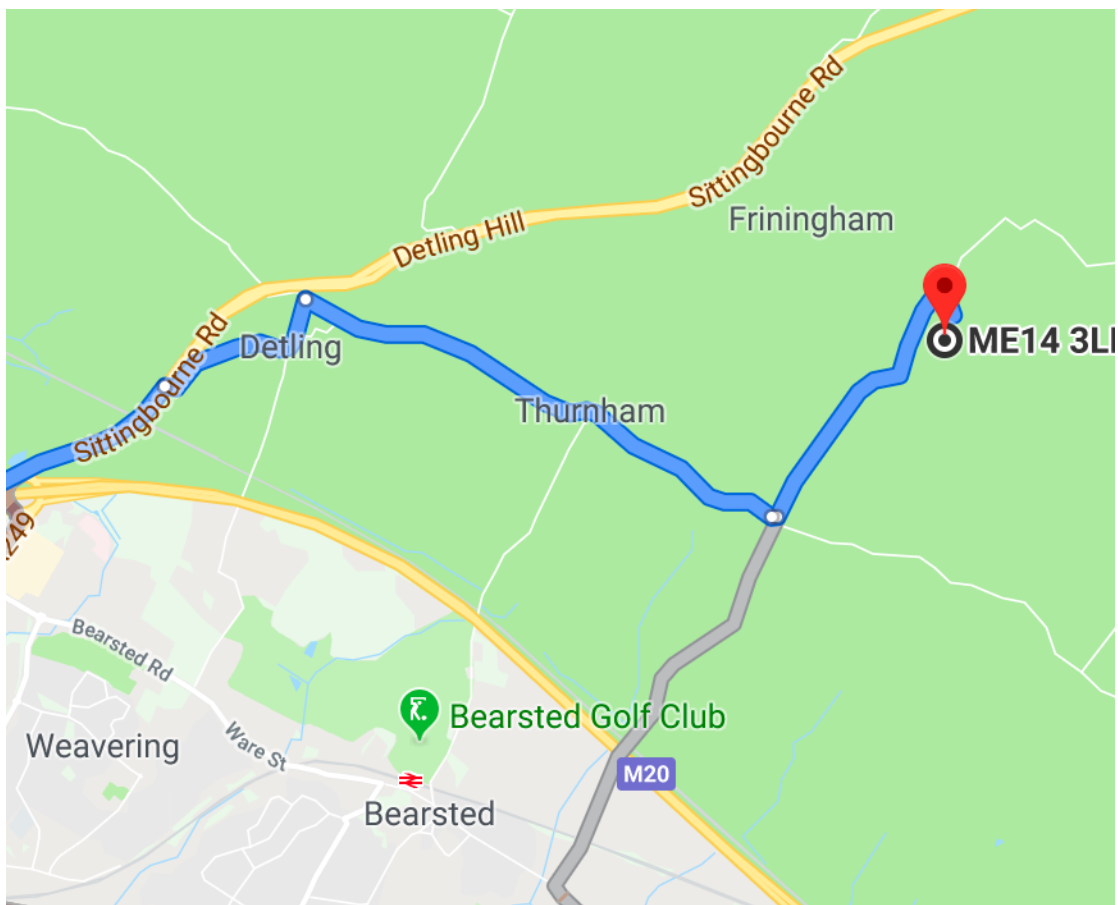 Sittingbourne Rd
Friningham
Detling Hill
ME14 3L
Sittingbourne Rd
Detling
Thurnham
Sittingbourne Rd
249
Bearsted Rd
Bearsted Golf Club
Ware St
Weavering
M20
Bearsted